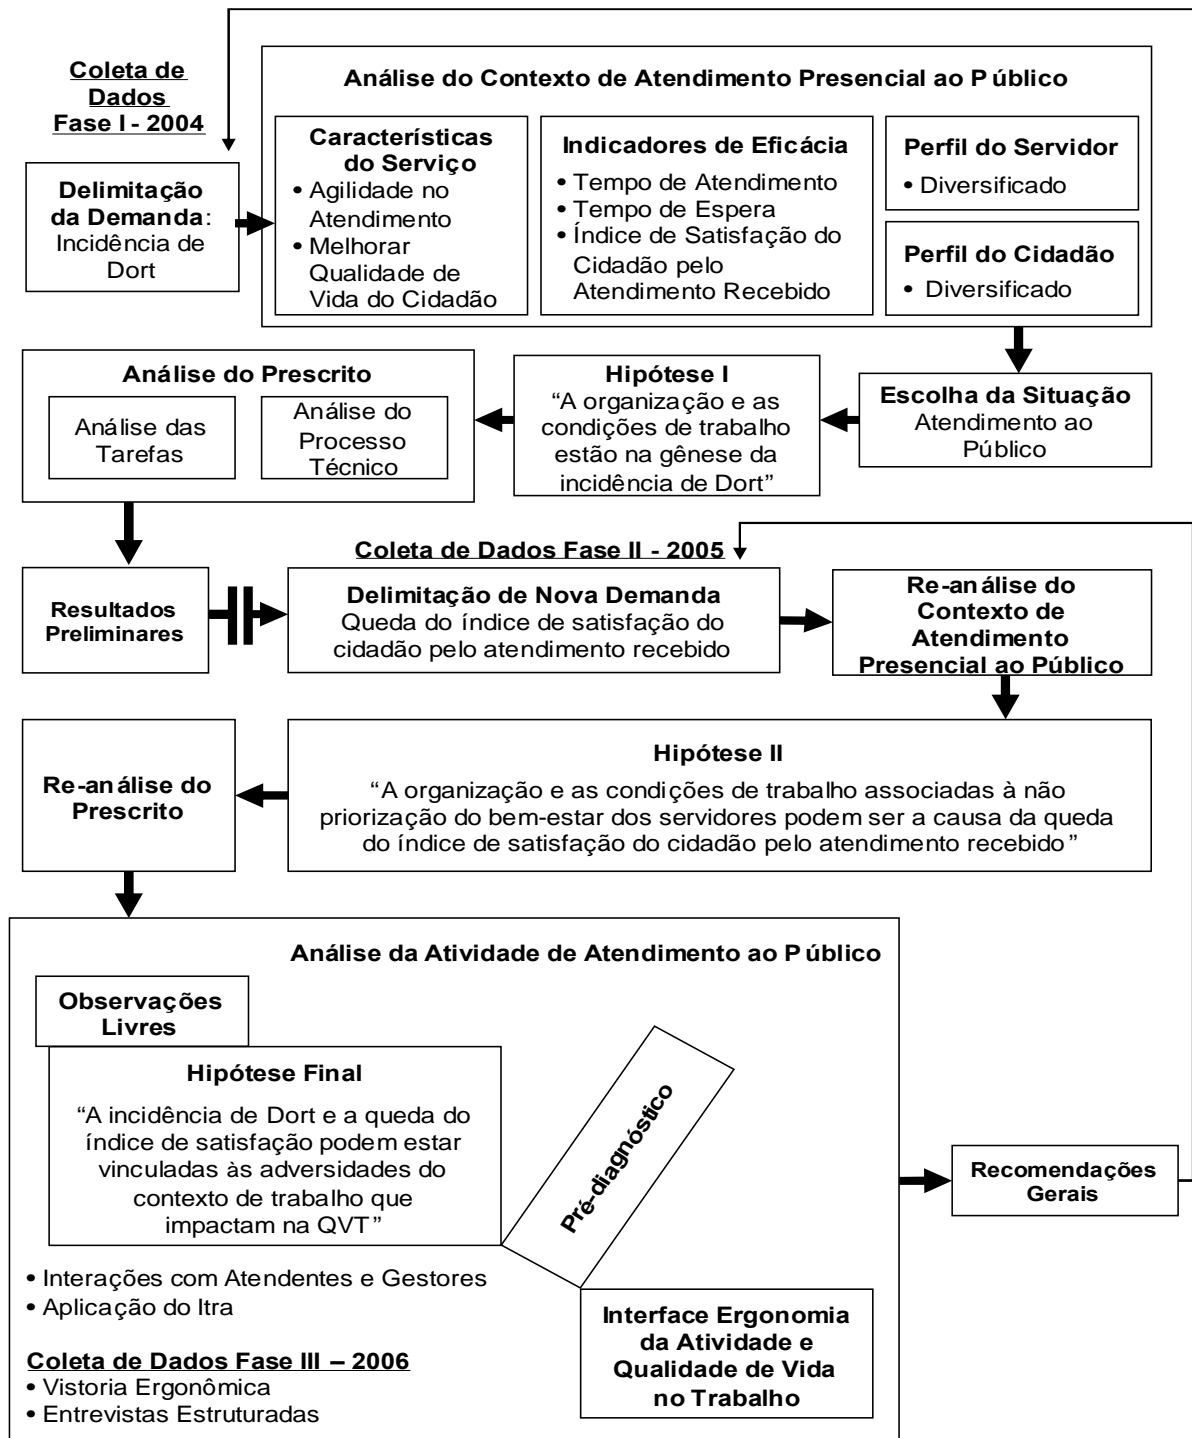 Coleta de
Dados
Fase I - 2004
Delimitação
da Demanda:
Incidência de
Dort
Análise do Contexto de Atendimento Presencial ao Público
Características
do Serviço
• Agilidade no
Atendimento
• Melhorar
Qualidade de
Vida do Cidadão
Indicadores de Eficácia
• Tempo de Atendimento
• Tempo de Espera
• Índice de Satisfação do
Cidadão pelo
Atendimento Recebido
Perfil do Servidor
• Diversificado
Perfil do Cidadão
• Diversificado
Escolha da Situação
Atendimento ao
Público
Hipótese I
“A organização e as
condições de trabalho
estão na gênese da
incidência de Dort”
Análise do Prescrito
Análise das
Tarefas
Análise do
Processo
Técnico
Resultados
Preliminares
Coleta de Dados Fase II - 2005
Delimitação de Nova Demanda
Queda do índice de satisfação do
cidadão pelo atendimento recebido
Re-análise do
Contexto de
Atendimento
Presencial ao Público
Hipótese II
“A organização e as condições de trabalho associadas à não
priorização do bem-estar dos servidores podem ser a causa da queda
do índice de satisfação do cidadão pelo atendimento recebido”
Re-análise do
Prescrito
Análise da Atividade de Atendimento ao Público
Observações
Livres
Hipótese Final
“A incidência de Dort e a queda do
índice de satisfação podem estar
vinculadas às adversidades do
contexto de trabalho que
impactam na QVT”
Pré-diagnóstico
• Interações com Atendentes e Gestores
• Aplicação do Itra
Coleta de Dados Fase III – 2006
• Vistoria Ergonômica
• Entrevistas Estruturadas
Interface Ergonomia
da Atividade e
Qualidade de Vida
no Trabalho
Recomendações
Gerais